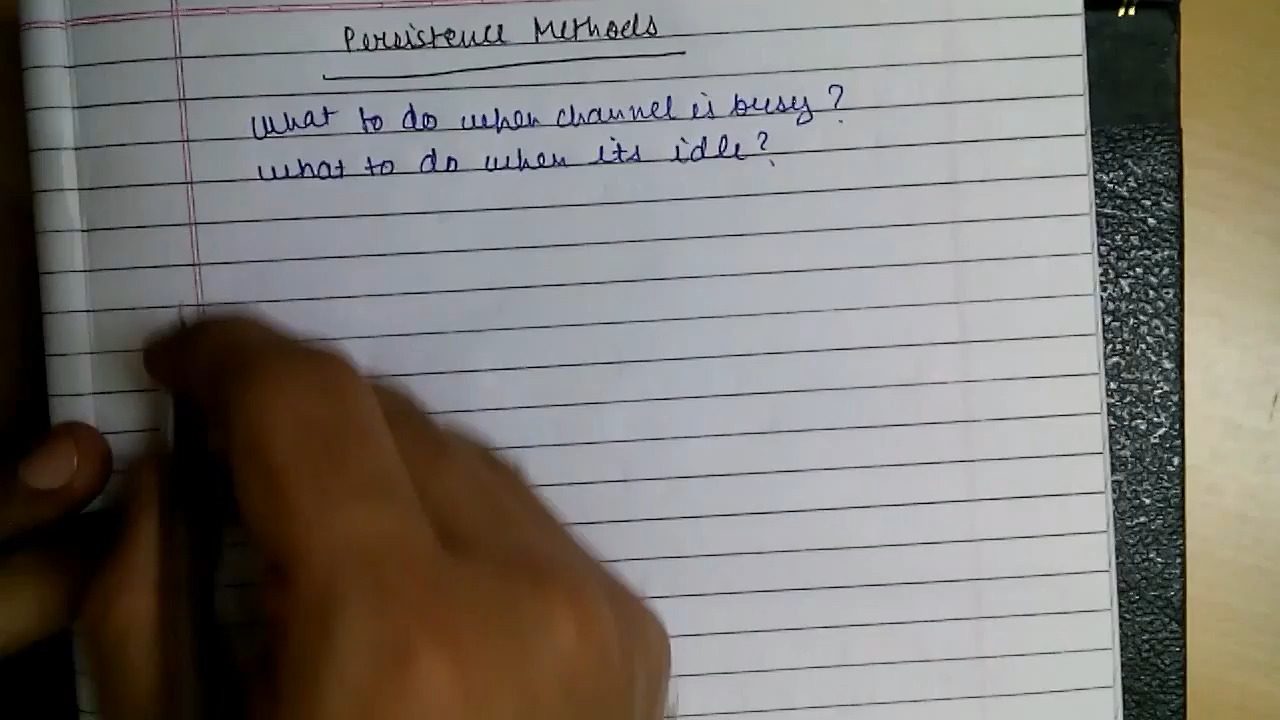 Persistence Methods
What to do when channel is busy?
What to do when its idle?